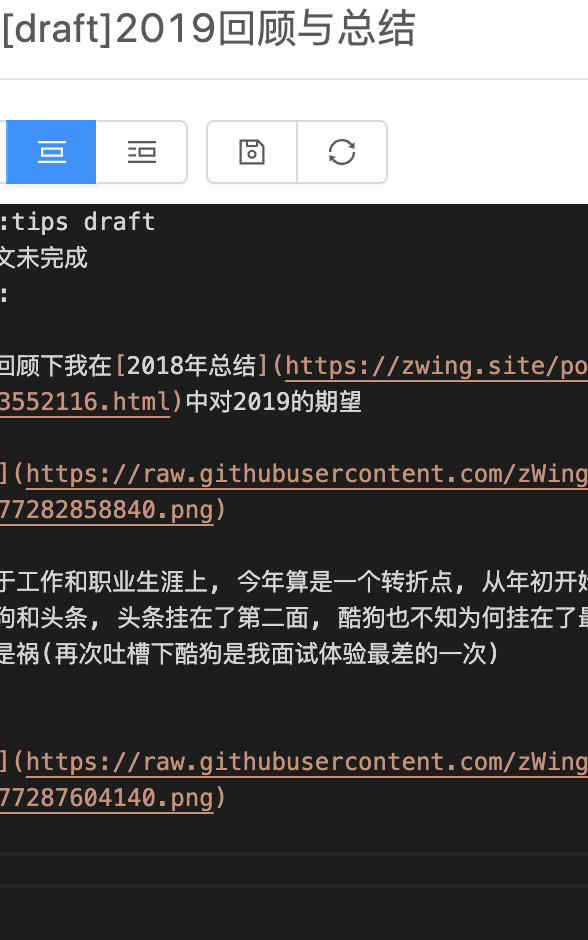 [draft]2019回顾与总结
:tips draft
文未完成
:
回顾下我在[2018年总结](https://zwing.site/po
3552116.html)中对2019的期望
](https://raw.githubusercontent.com/zWing
77282858840.png)
于工作和职业生涯上, 今年算是一个转折点, 从年初开始
狗和头条, 头条挂在了第二面, 酷狗也不知为何挂在了最
是祸(再次吐槽下酷狗是我面试体验最差的一次)
](https://raw.githubusercontent.com/zWing
77287604140.png)